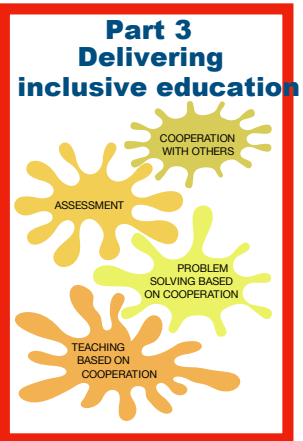 Part 3
Delivering
inclusive education
COOPERATION
WITH OTHERS
ASSESSMENT
PROBLEM
SOLVING BASED
ON COOPERATION
TEACHING
BASED ON
COOPERATION